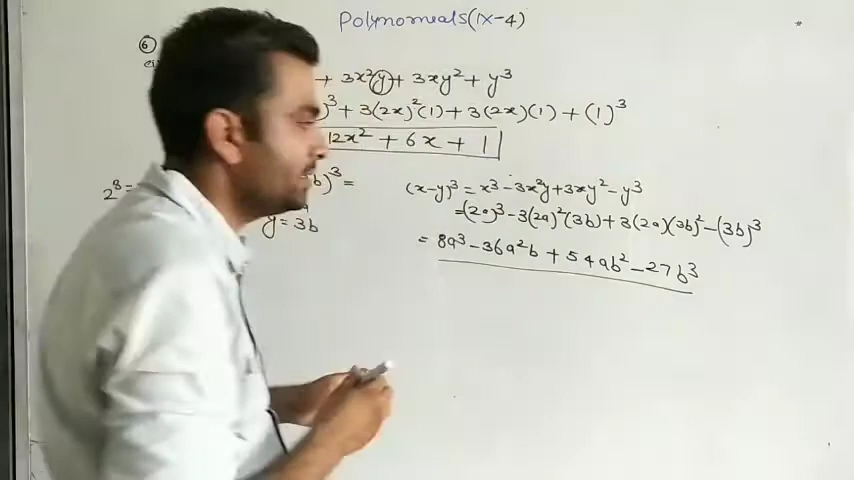 Polynomeals(IX-4)
6
+ 3x²y + 3xy² + y³
)³ + 3(2x)²(1) + 3(2x)(1) + (1)³
12x² + 6x + 1
2³ =
b)³ =
y = 3b
(x-y)³ = x³ - 3x²y + 3xy² - y³
= (2a)³ - 3(2a)²(3b) + 3(2a)(3b)² - (3b)³
= 8a³ - 36a²b + 54ab² - 27b³